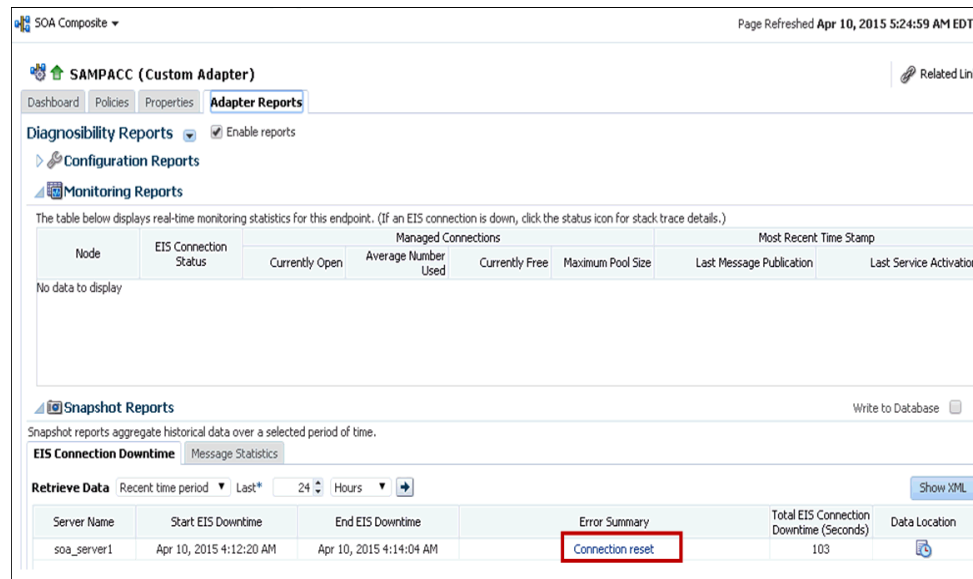 SOA Composite
Page Refreshed Apr 10, 2015 5:24:59 AM EDT
SAMPACC (Custom Adapter)
Related Lin
Dashboard Policies Properties Adapter Reports
Diagnosibility Reports Enable reports
Configuration Reports
Monitoring Reports
The table below displays real-time monitoring statistics for this endpoint. (If an EIS connection is down, click the status icon for stack trace details.)
Node
EIS Connection Status
Managed Connections
Most Recent Time Stamp
Currently Open
Average Number Used
Currently Free
Maximum Pool Size
Last Message Publication
Last Service Activation
No data to display
Snapshot Reports
Write to Database
Snapshot reports aggregate historical data over a selected period of time.
EIS Connection Downtime Message Statistics
Retrieve Data Recent time period Last* 24 Hours
Show XML
Server Name
Start EIS Downtime
End EIS Downtime
Error Summary
Total EIS Connection Downtime (Seconds)
Data Location
soa_server1
Apr 10, 2015 4:12:20 AM
Apr 10, 2015 4:14:04 AM
Connection reset
103